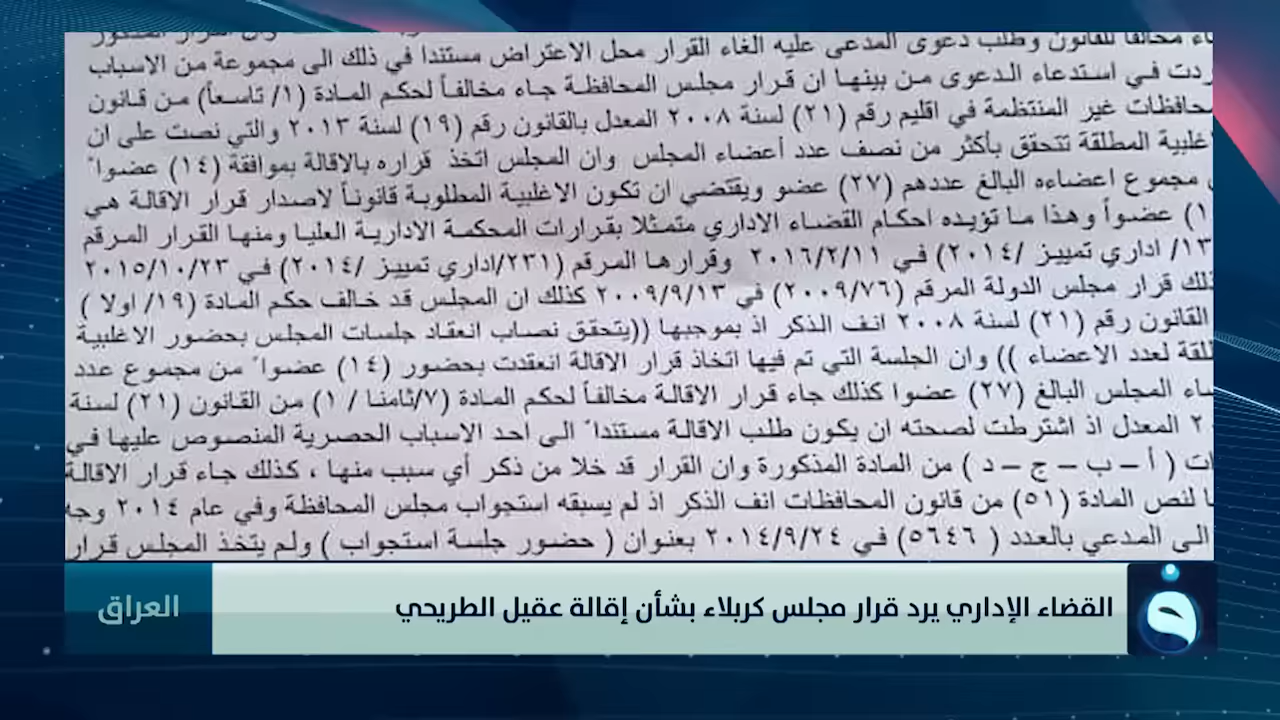 اء مخالفا للقانون وطلب دعوى المدعى عليه الغاء القرار محل الاعتراض مستندا في ذلك الى مجموعة من الاسباب
ردت في استدعاء الدعوى من بينها ان قرار مجلس المحافظة جاء مخالفاً لحكم المادة (١/ تاسعاً) من قانون
محافظات غير المنتظمة في اقليم رقم (٢١) لسنة ٢٠٠٨ المعدل بالقانون رقم (١٩) لسنة ٢٠١٣ والتي نصت على ان
لاغلبية المطلقة تتحقق بأكثر من نصف عدد أعضاء المجلس وان المجلس اتخذ قراره بالاقالة بموافقة (١٤) عضواً
مجموع اعضاءه البالغ عددهم (٢٧) عضو ويقتضي ان تكون الاغلبية المطلوبة قانوناً لاصدار قرار الاقالة هي
١) عضواً وهذا ما تؤيده احكام القضاء الاداري متمثلا بقرارات المحكمة الادارية العليا ومنها القرار المرقم
١٣/ اداري تمييز /٢٠١٤) في ٢٠١٦/٢/١١ وقرارها المرقم (٢٣١/اداري تمييز /٢٠١٤) في ٢٠١٥/١٠/٢٣
ذلك قرار مجلس الدولة المرقم (٢٠٠٩/٧٦) في ٢٠٠٩/٩/١٣ كذلك ان المجلس قد خالف حكم المادة (١٩/ اولا )
القانون رقم (٢١) لسنة ٢٠٠٨ انف الذكر اذ بموجبها ((يتحقق نصاب انعقاد جلسات المجلس بحضور الاغلبية
طلقة لعدد الاعضاء )) وان الجلسة التي تم فيها اتخاذ قرار الاقالة انعقدت بحضور (١٤) عضواً من مجموع عدد
ضاء المجلس البالغ (٢٧) عضوا كذلك جاء قرار الاقالة مخالفاً لحكم المادة (٧/ثامنا / ١) من القانون (٢١) لسنة
٢ المعدل اذ اشترطت لصحته ان يكون طلب الاقالة مستنداً الى احد الاسباب الحصرية المنصوص عليها في
ات ( أ – ب – ج – د ) من المادة المذكورة وان القرار قد خلا من ذكر أي سبب منها ، كذلك جاء قرار الاقالة
ا لنص المادة (٥١) من قانون المحافظات انف الذكر اذ لم يسبقه استجواب مجلس المحافظة وفي عام ٢٠١٤ وجه
الى المدعي بالعدد ( ٥٦٤٦) في ٢٠١٤/٩/٢٤ بعنوان ( حضور جلسة استجواب ) ولم يتخذ المجلس قرار
القضاء الإداري يرد قرار مجلس كربلاء بشأن إقالة عقيل الطريحي
العراق